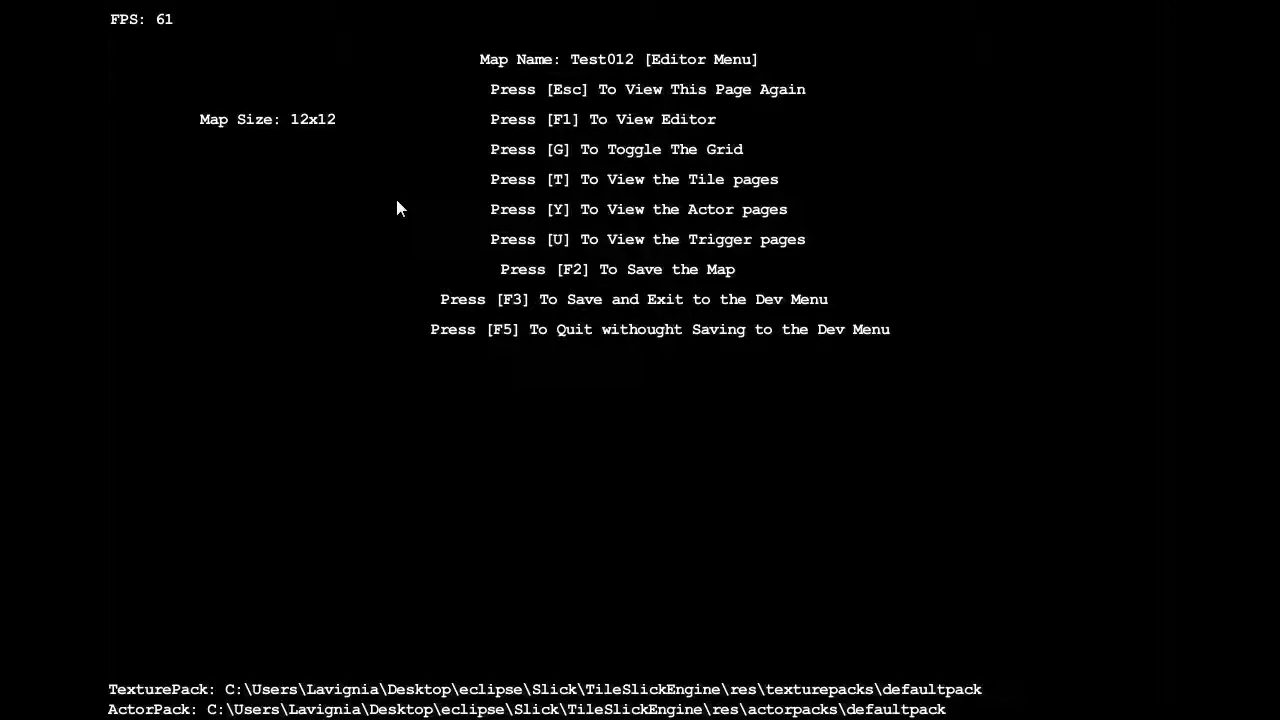 FPS: 61
Map Name: Test012 [Editor Menu]
Press [Esc] To View This Page Again
Map Size: 12x12
Press [F1] To View Editor
Press [G] To Toggle The Grid
Press [T] To View the Tile pages
Press [Y] To View the Actor pages
Press [U] To View the Trigger pages
Press [F2] To Save the Map
Press [F3] To Save and Exit to the Dev Menu
Press [F5] To Quit withought Saving to the Dev Menu
TexturePack: C:\Users\Lavignia\Desktop\eclipse\Slick\TileSlickEngine\res\texturepacks\defaultpack
ActorPack: C:\Users\Lavignia\Desktop\eclipse\Slick\TileSlickEngine\res\actorpacks\defaultpack